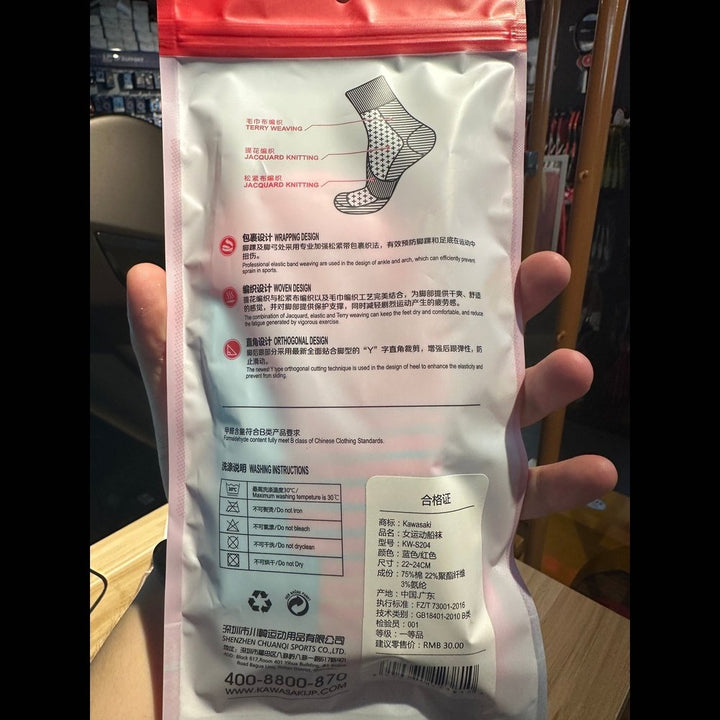 毛巾布编织
TERRY WEAVING
提花编织
JACQUARD KNITTING
松紧布编织
JACQUARD KNITTING
包裹设计 WRAPPING DESIGN
脚踝及脚弓处采用专业加强松紧带包裹织法，有效预防脚踝和足底在运动中
扭伤。
Professional elastic band weaving are used in the design of ankle and arch, which can efficiently prevent
sprain in sports.
编织设计 WOVEN DESIGN
提花编织与松紧布编织以及毛巾编织工艺完美结合，为脚部提供干爽、舒适
的感觉，并对脚部提供保护支撑，同时减轻剧烈运动产生的疲劳感。
The combination of Jacquard, elastic and Terry weaving can keep the feet dry and comfortable, and reduce
the fatigue generated by vigorous exercise.
直角设计 ORTHOGONAL DESIGN
脚后跟部分采用最新全面贴合脚型的“Y”字直角裁剪，增强后跟弹性，防
止滑动。
The newest Y type orthogonal cutting technique is used in the design of heel to enhance the elasticity and
prevent from sliding.
甲醛含量符合B类产品要求
Formaldehyde content fully meet B class of Chinese Clothing Standards.
洗涤说明 WASHING INSTRUCTIONS
30℃
最高洗涤温度30℃/
Maximum washing tempeture is 30℃
不可熨烫/Do not Iron
不可氯漂/Do not bleach
不可干洗/Do not dryclean
不可烘干/Do not Dry
深圳市川崎运动用品有限公司
SHENZHEN CHUANQI SPORTS CO.,LTD.
400-8800-870
WWW.KAWASAKIJP.COM
合格证
商标：Kawasaki
品名：女运动船袜
型号：KW-S204
颜色：蓝色/红色
尺寸：22-24CM
成份：75%棉 22%聚酯纤维
3%氨纶
产地：中国.广东
执行标准：FZ/T 73001-2016
技术类别：GB18401-2010 B类
检验员：001
等级：一等品
建议零售价：RMB 30.00